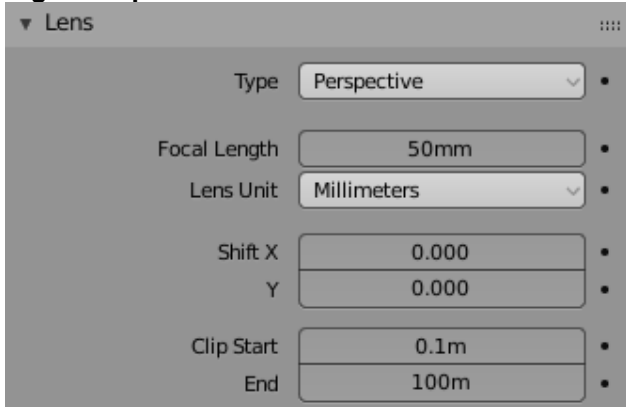 Lens
Type Perspective
Focal Length 50mm
Lens Unit Millimeters
Shift X 0.000
Y 0.000
Clip Start 0.1m
End 100m